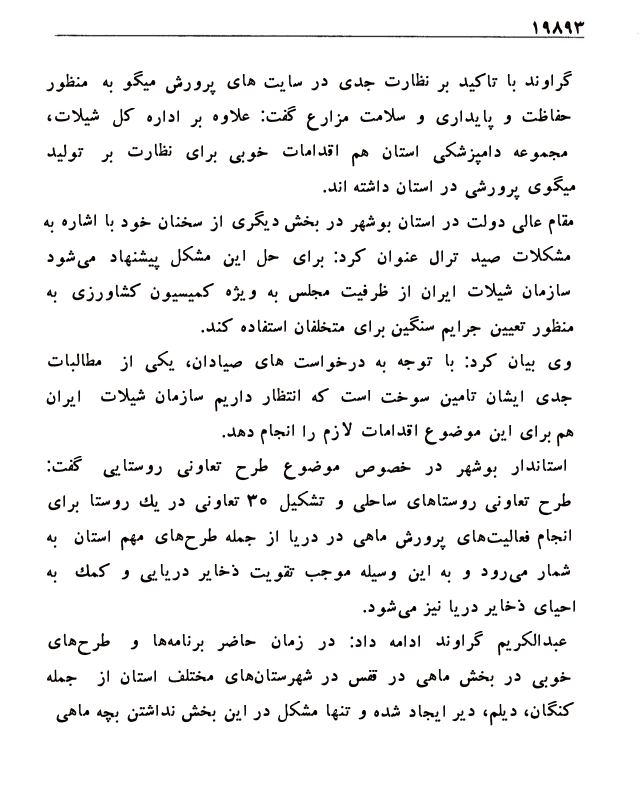 ۱۹۸۹۳
گراوند با تاکید بر نظارت جدی در سایت های پرورش میگو به منظور
حفاظت و پایداری و سلامت مزارع گفت: علاوه بر اداره کل شیلات،
مجموعه دامپزشکی استان هم اقدامات خوبی برای نظارت بر تولید
میگوی پرورشی در استان داشته اند.
مقام عالی دولت در استان بوشهر در بخش دیگری از سخنان خود با اشاره به
مشکلات صید ترال عنوان کرد: برای حل این مشکل پیشنهاد می‌شود
سازمان شیلات ایران از ظرفیت مجلس به ویژه کمیسیون کشاورزی به
منظور تعیین جرایم سنگین برای متخلفان استفاده کند.
وی بیان کرد: با توجه به درخواست های صیادان، یکی از مطالبات
جدی ایشان تامین سوخت است که انتظار داریم سازمان شیلات ایران
هم برای این موضوع اقدامات لازم را انجام دهد.
استاندار بوشهر در خصوص موضوع طرح تعاونی روستایی گفت:
طرح تعاونی روستاهای ساحلی و تشکیل ۳۰ تعاونی در یك روستا برای
انجام فعالیت‌های پرورش ماهی در دریا از جمله طرح‌های مهم استان به
شمار می‌رود و به این وسیله موجب تقویت ذخایر دریایی و کمك به
احیای ذخایر دریا نیز می‌شود.
عبدالکریم گراوند ادامه داد: در زمان حاضر برنامه‌ها و طرح‌های
خوبی در بخش ماهی در قفس در شهرستان‌های مختلف استان از جمله
کنگان، دیلم، دیر ایجاد شده و تنها مشکل در این بخش نداشتن بچه ماهی